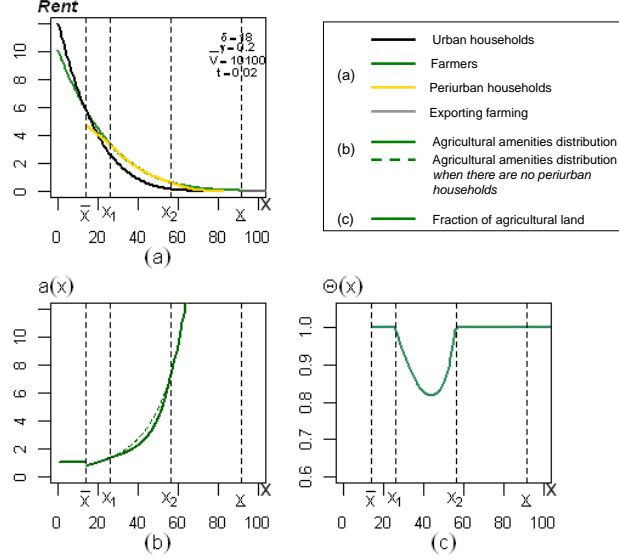 Rent
δ = 18
γ = 0.2
V = 10100
t = 0.02
10
8
6
4
2
0
x̄ x₁ x₂ x̲ X
0 20 40 60 80 100
(a)
(a)
Urban households
Farmers
Periurban households
Exporting farming
(b)
Agricultural amenities distribution
Agricultural amenities distribution
when there are no periurban
households
(c)
Fraction of agricultural land
a(x)
10
8
6
4
2
0
x̄ x₁ x₂ x̲ X
0 20 40 60 80 100
(b)
Θ(x)
1.0
0.9
0.8
0.7
0.6
x̄ x₁ x₂ x̲ X
0 20 40 60 80 100
(c)